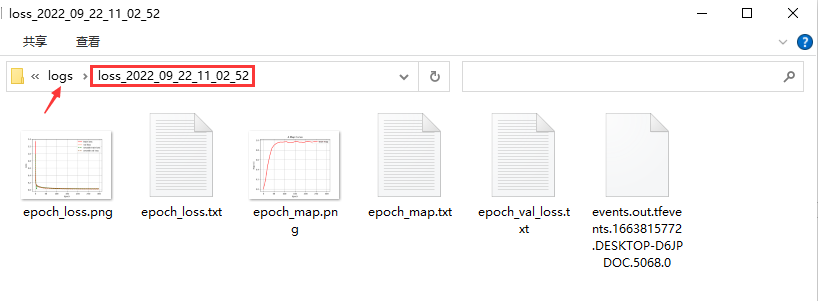 loss_2022_09_22_11_02_52
共享 查看
« logs › loss_2022_09_22_11_02_52
epoch_loss.png
epoch_loss.txt
epoch_map.pn
g
epoch_map.txt
epoch_val_loss.t
xt
events.out.tfeve
nts.1663815772
.DESKTOP-D6JP
DOC.5068.0